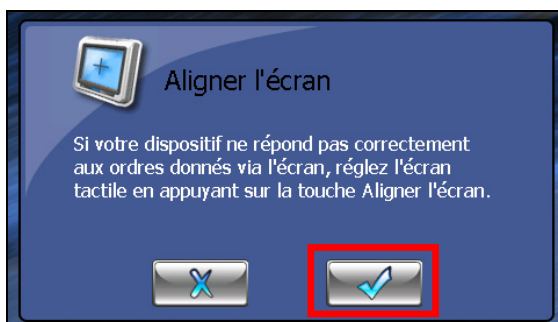 Aligner l'écran
Si votre dispositif ne répond pas correctement
aux ordres donnés via l'écran, réglez l'écran
tactile en appuyant sur la touche Aligner l'écran.